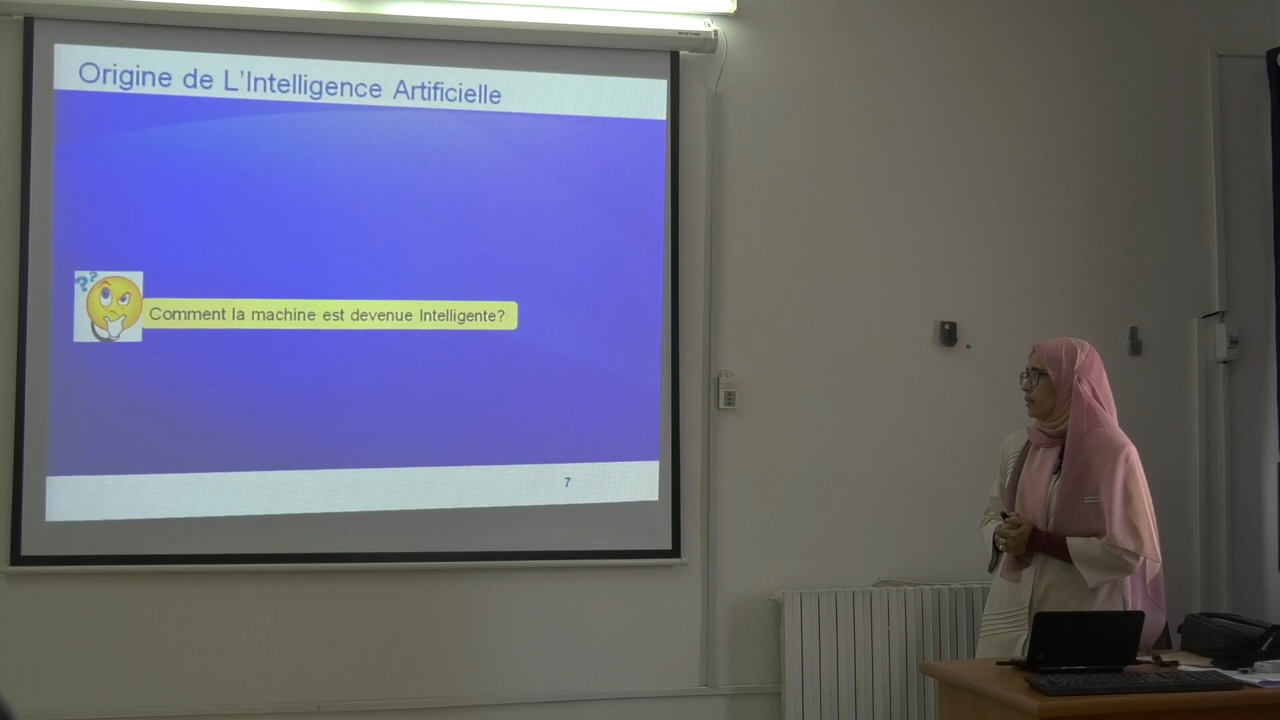 Origine de L'Intelligence Artificielle
??
Comment la machine est devenue Intelligente?
7